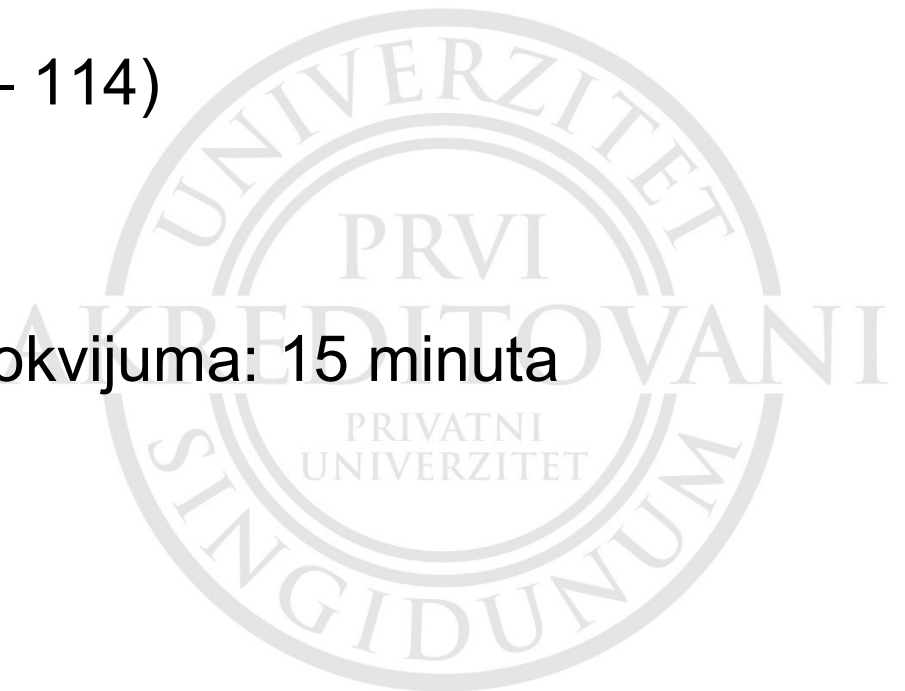 – 114)
okvijuma: 15 minuta
UNIVERZITET
PRVI
AKREDITOVANI
PRIVATNI
UNIVERZITET
SINGIDUNUM